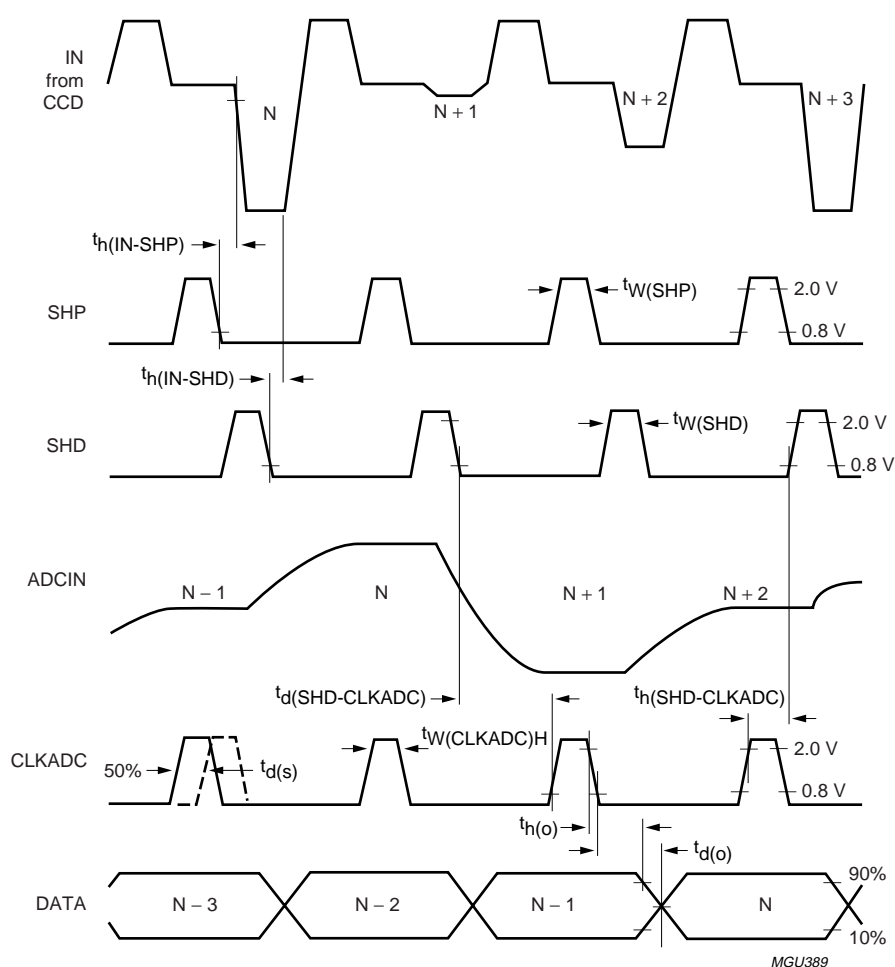 IN
from
CCD
N
N + 1
N + 2
N + 3
th(IN-SHP)
SHP
tW(SHP)
2.0 V
0.8 V
th(IN-SHD)
SHD
tW(SHD)
2.0 V
0.8 V
ADCIN
N − 1
N
N + 1
N + 2
td(SHD-CLKADC)
th(SHD-CLKADC)
CLKADC
50%
td(s)
tW(CLKADC)H
2.0 V
0.8 V
th(o)
td(o)
DATA
N − 3
N − 2
N − 1
N
90%
10%
MGU389